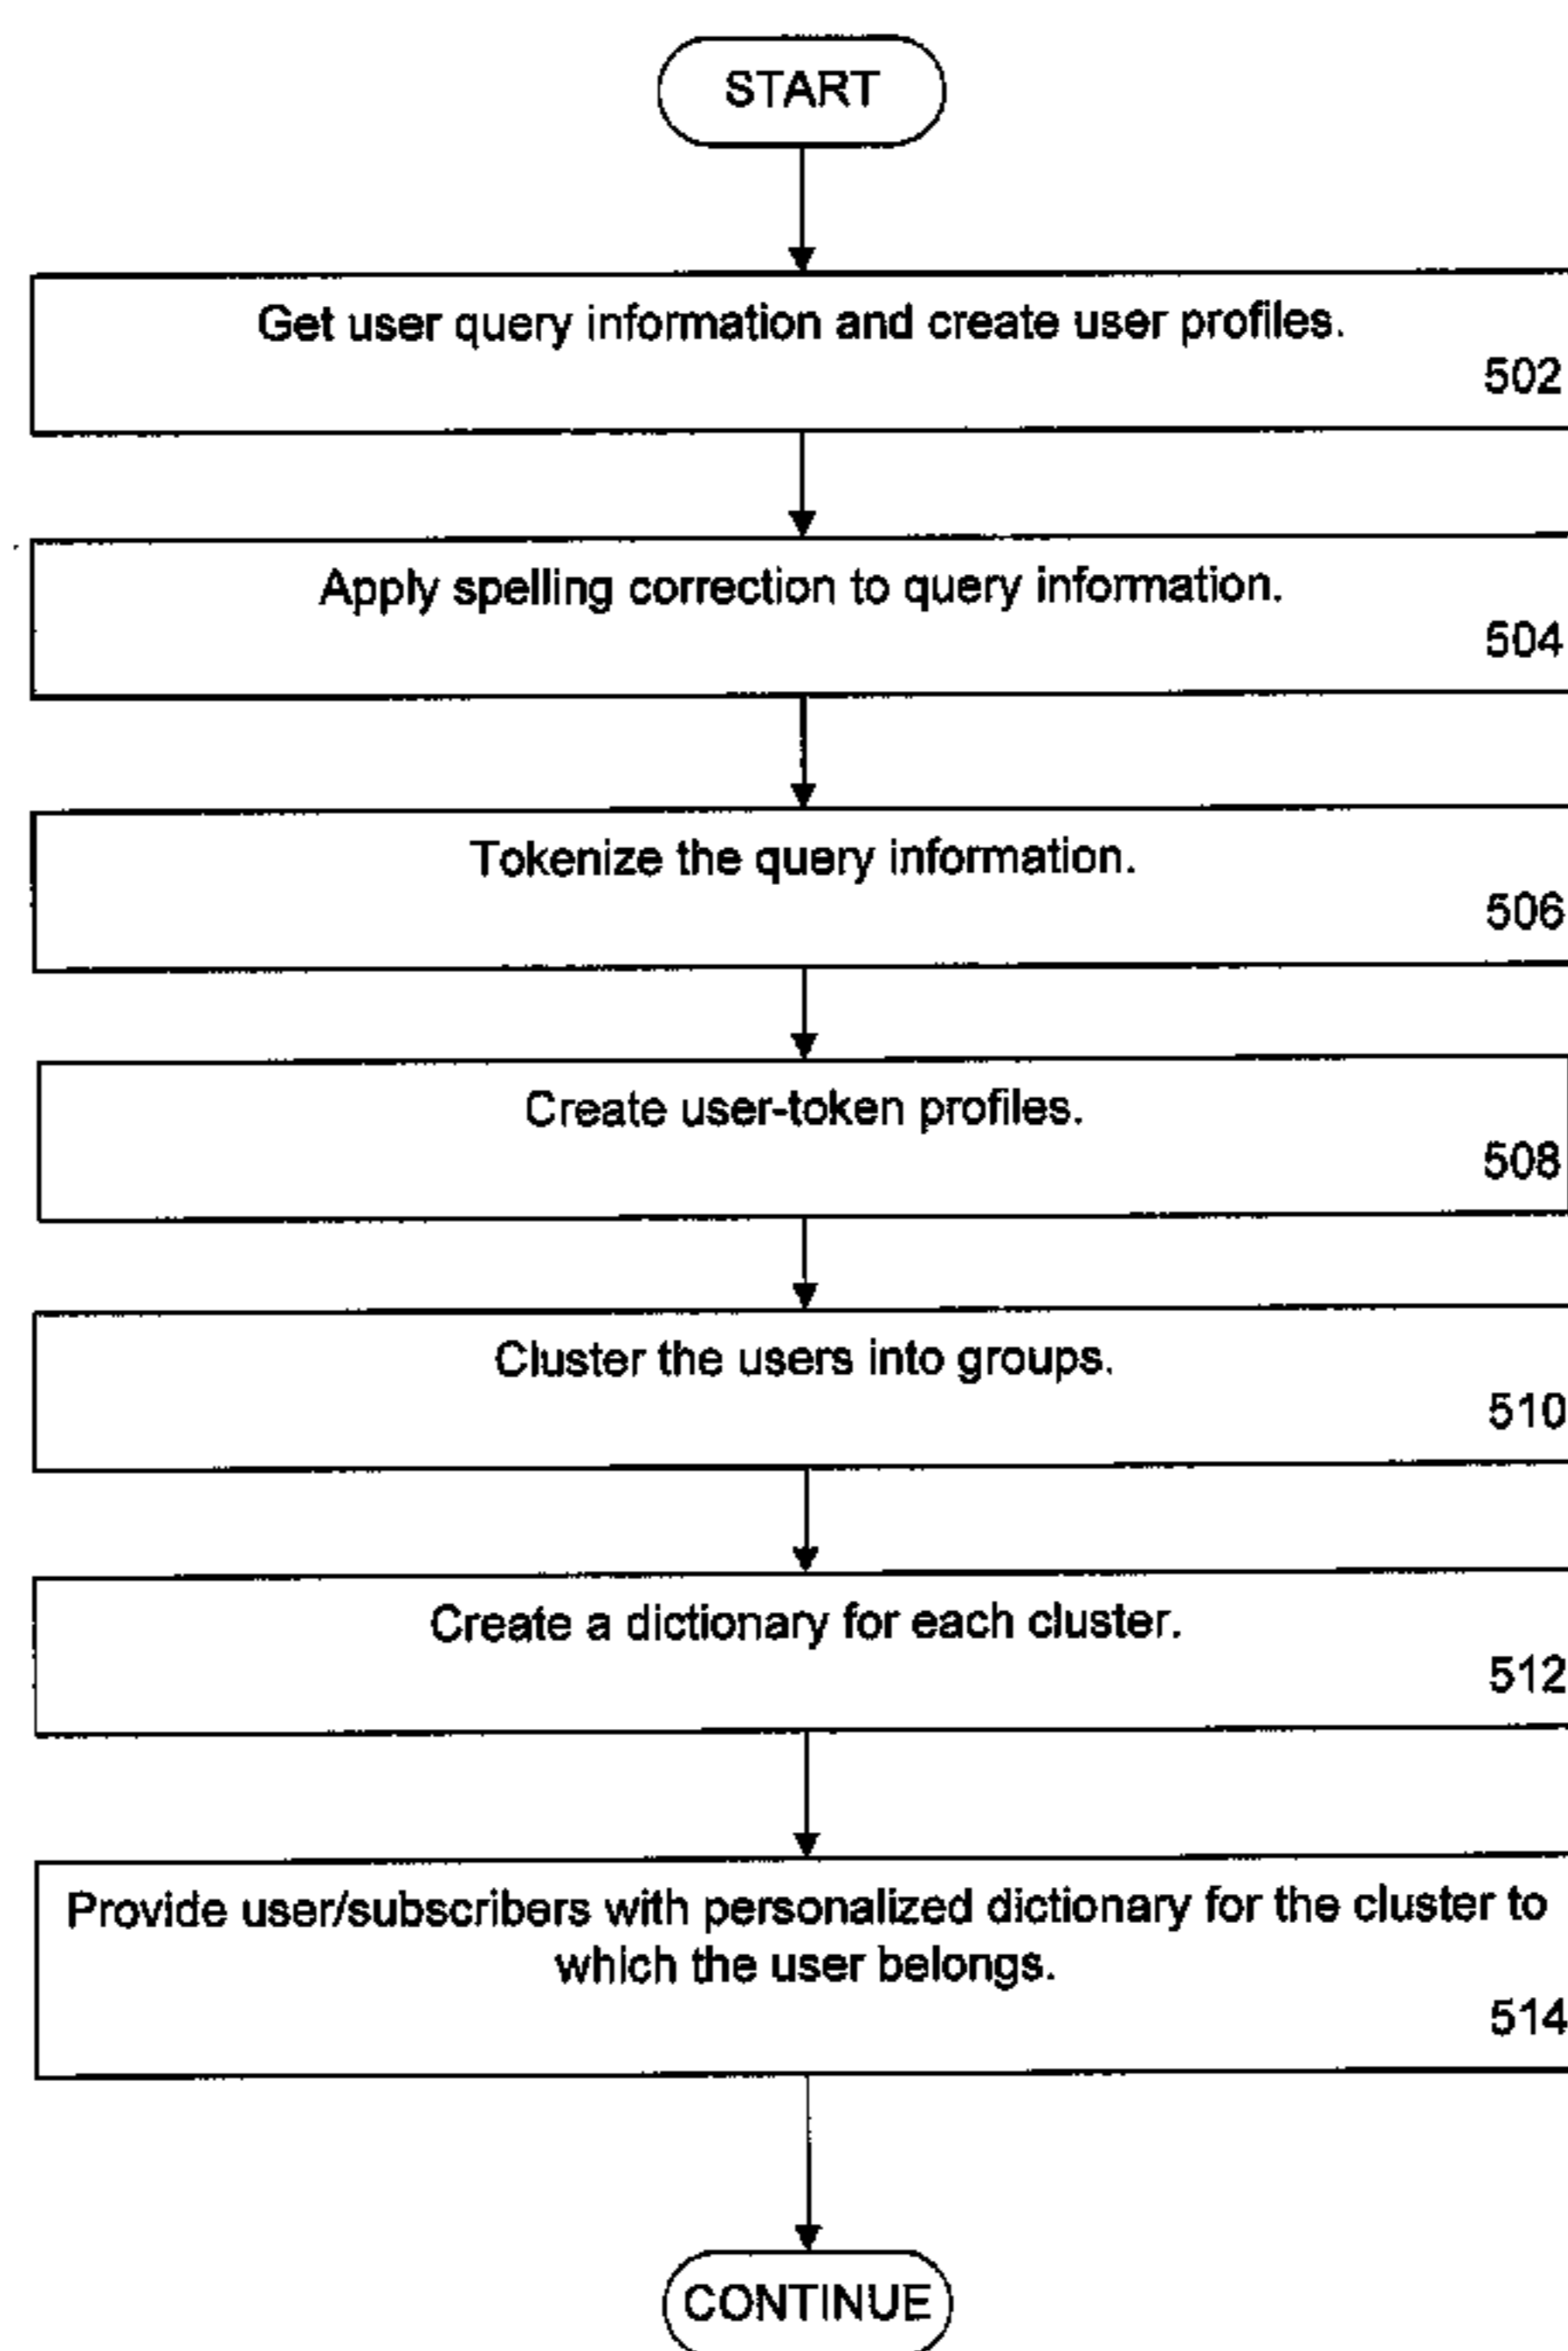 START
Get user query information and create user profiles.
502
Apply spelling correction to query information.
504
Tokenize the query information.
506
Create user-token profiles.
508
Cluster the users into groups.
510
Create a dictionary for each cluster.
512
Provide user/subscribers with personalized dictionary for the cluster to
which the user belongs.
514
CONTINUE